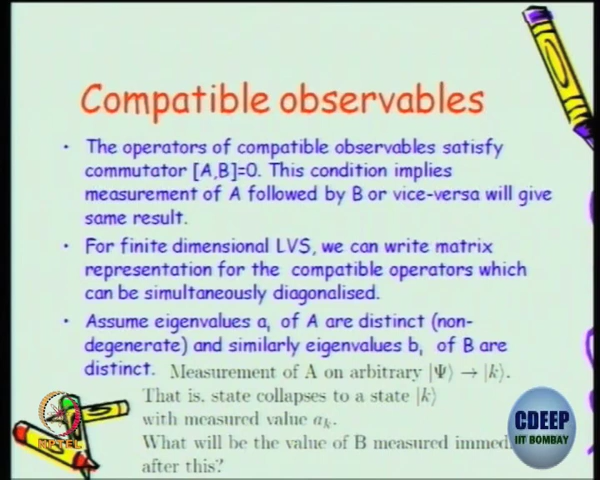 Compatible observables
• The operators of compatible observables satisfy
commutator [A,B]=0. This condition implies
measurement of A followed by B or vice-versa will give
same result.
• For finite dimensional LVS, we can write matrix
representation for the compatible operators which
can be simultaneously diagonalised.
• Assume eigenvalues aᵢ of A are distinct (non-
degenerate) and similarly eigenvalues bᵢ of B are
distinct. Measurement of A on arbitrary |Ψ⟩ → |k⟩.
That is. state collapses to a state |k⟩
with measured value aₖ.
What will be the value of B measured immedi
after this?
NPTEL
CDEEP
IIT BOMBAY